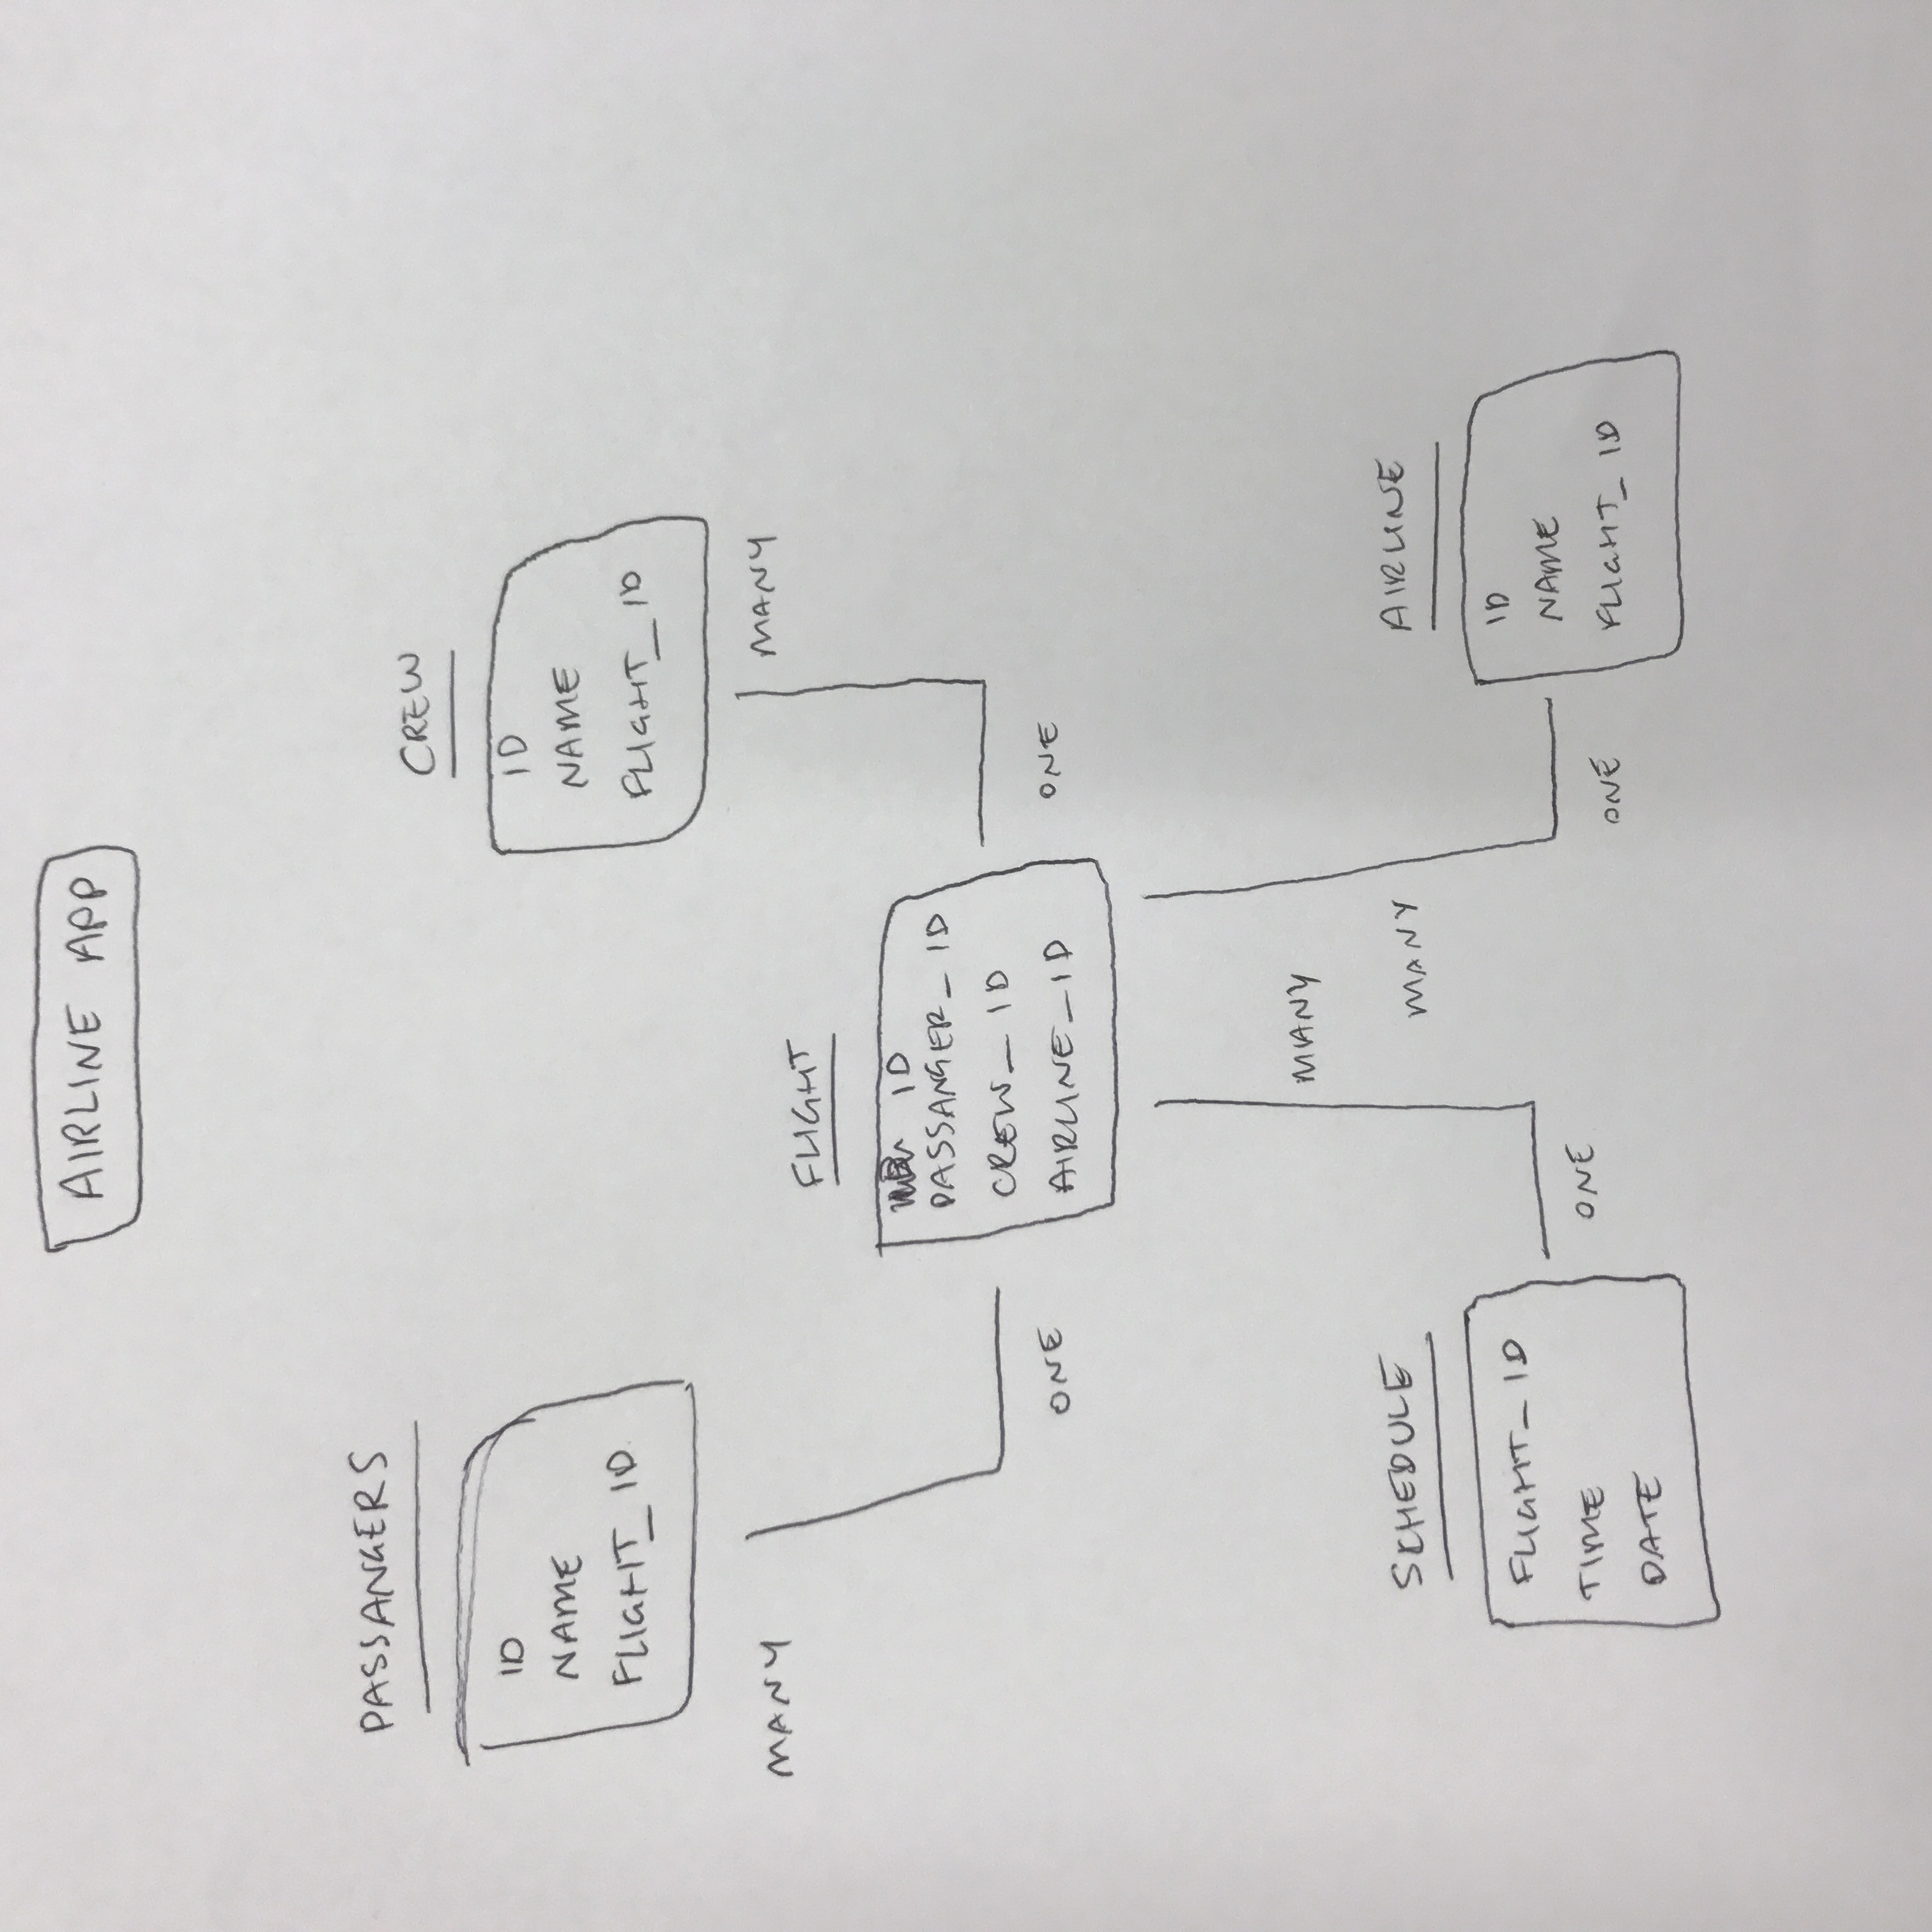 AIRLINE APP
PASSANGERS
ID
NAME
FLIGHT_ID
MANY
ONE
CREW
ID
NAME
FLIGHT_ID
MANY
ONE
FLIGHT
ID
PASSANGER_ID
CREW_ID
AIRLINE_ID
MANY
MANY
SCHEDULE
FLIGHT_ID
TIME
DATE
ONE
AIRLINE
ID
NAME
FLIGHT_ID
ONE